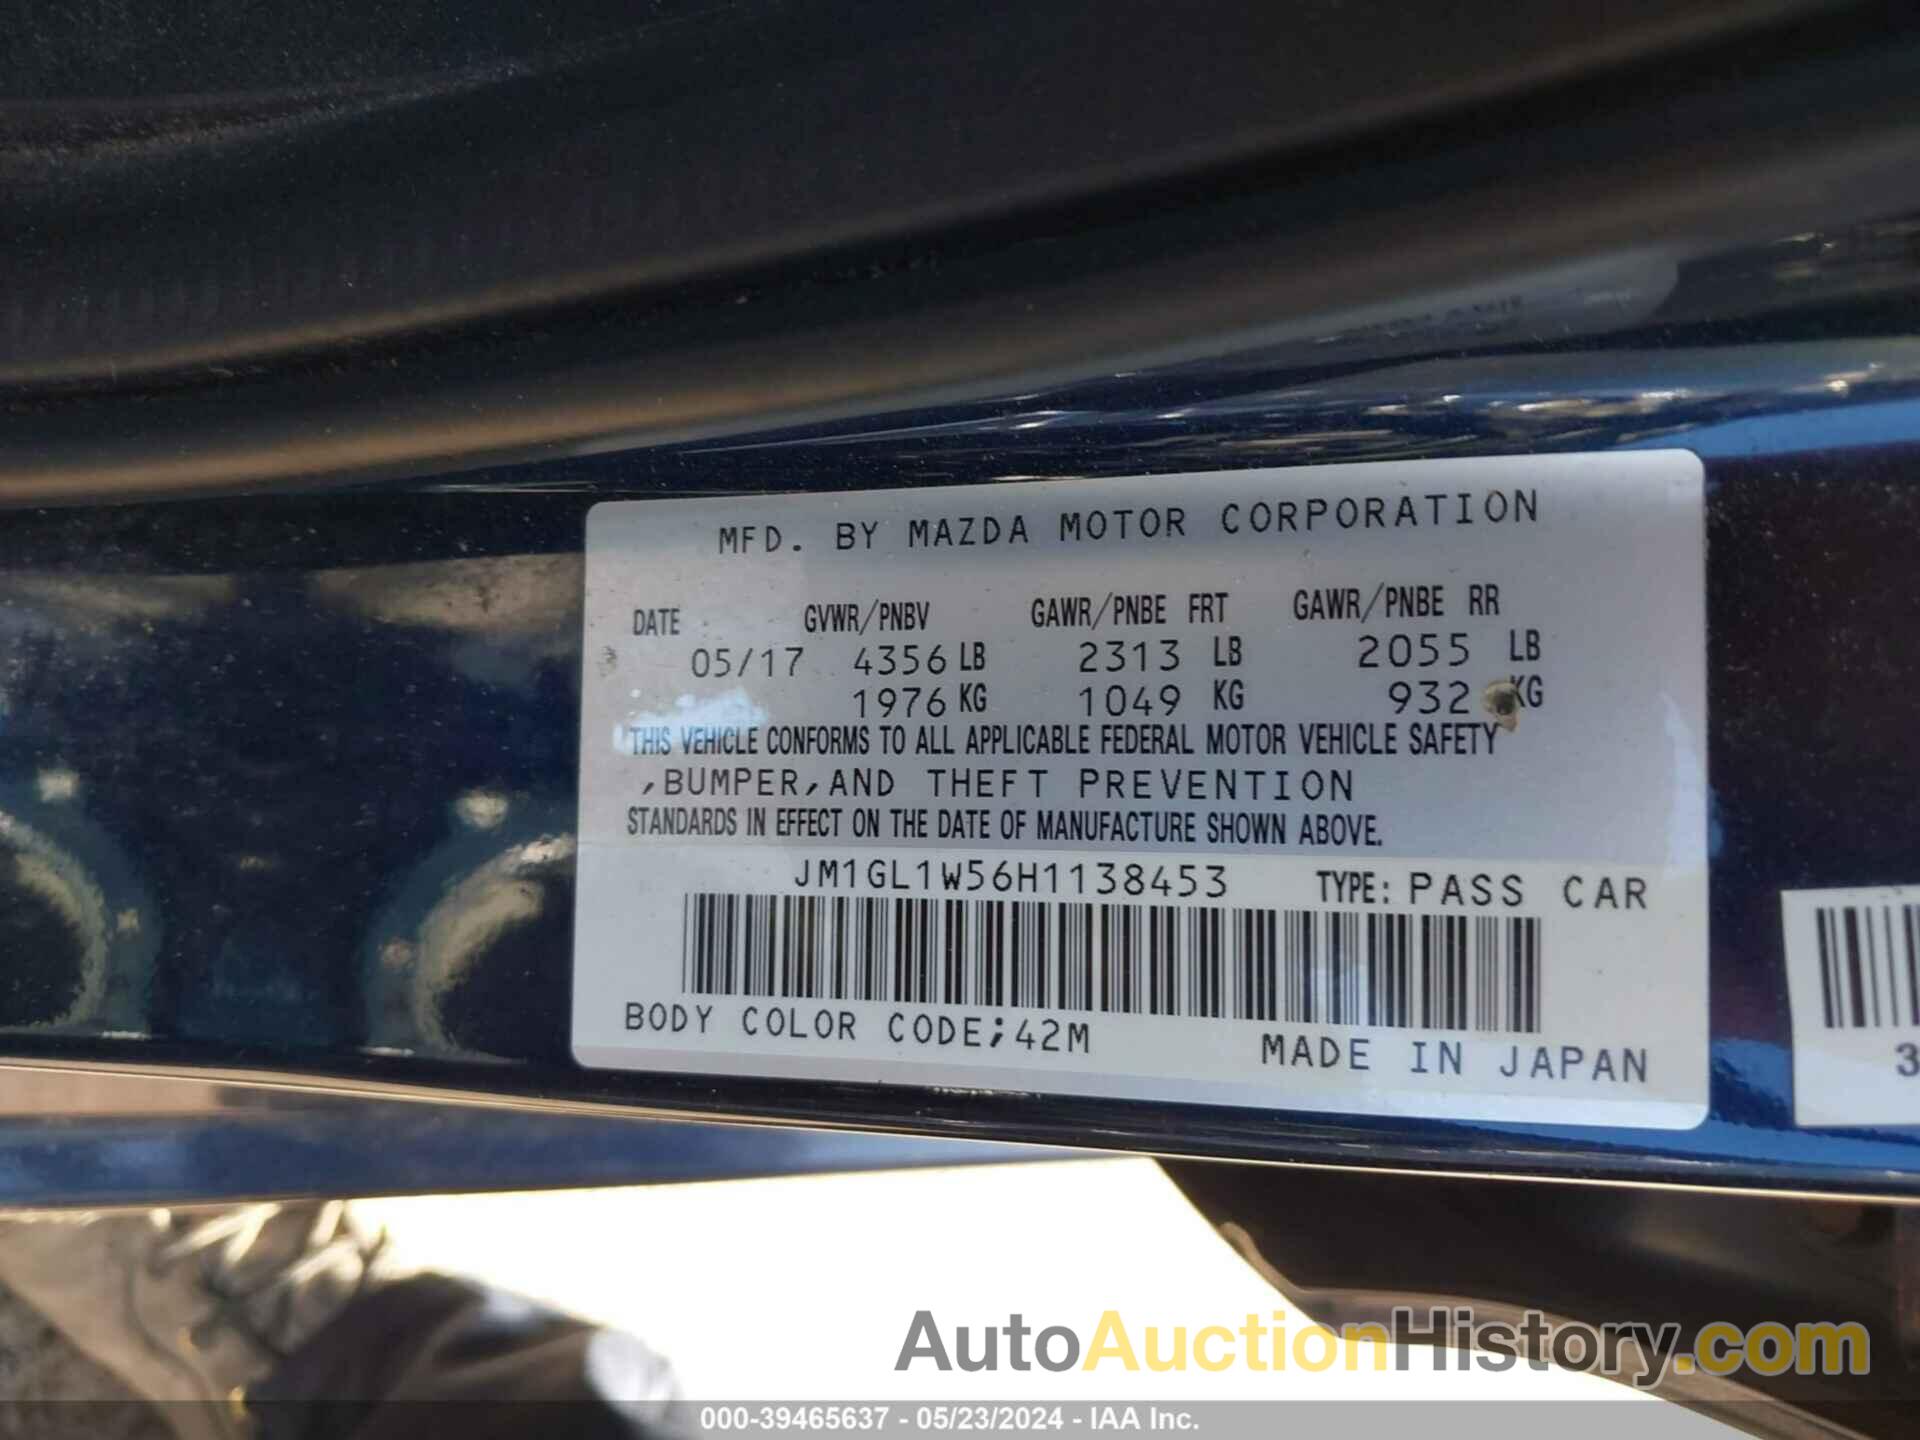 MFD. BY MAZDA MOTOR CORPORATION
DATE GVWR/PNBV GAWR/PNBE FRT GAWR/PNBE RR
05/17 4356 LB 2313 LB 2055 LB
1976 KG 1049 KG 932 KG
THIS VEHICLE CONFORMS TO ALL APPLICABLE FEDERAL MOTOR VEHICLE SAFETY
,BUMPER,AND THEFT PREVENTION
STANDARDS IN EFFECT ON THE DATE OF MANUFACTURE SHOWN ABOVE.
JM1GL1W56H1138453 TYPE: PASS CAR
BODY COLOR CODE;42M MADE IN JAPAN
3
AutoAuctionHistory.com
000-39465637 - 05/23/2024 - IAA Inc.